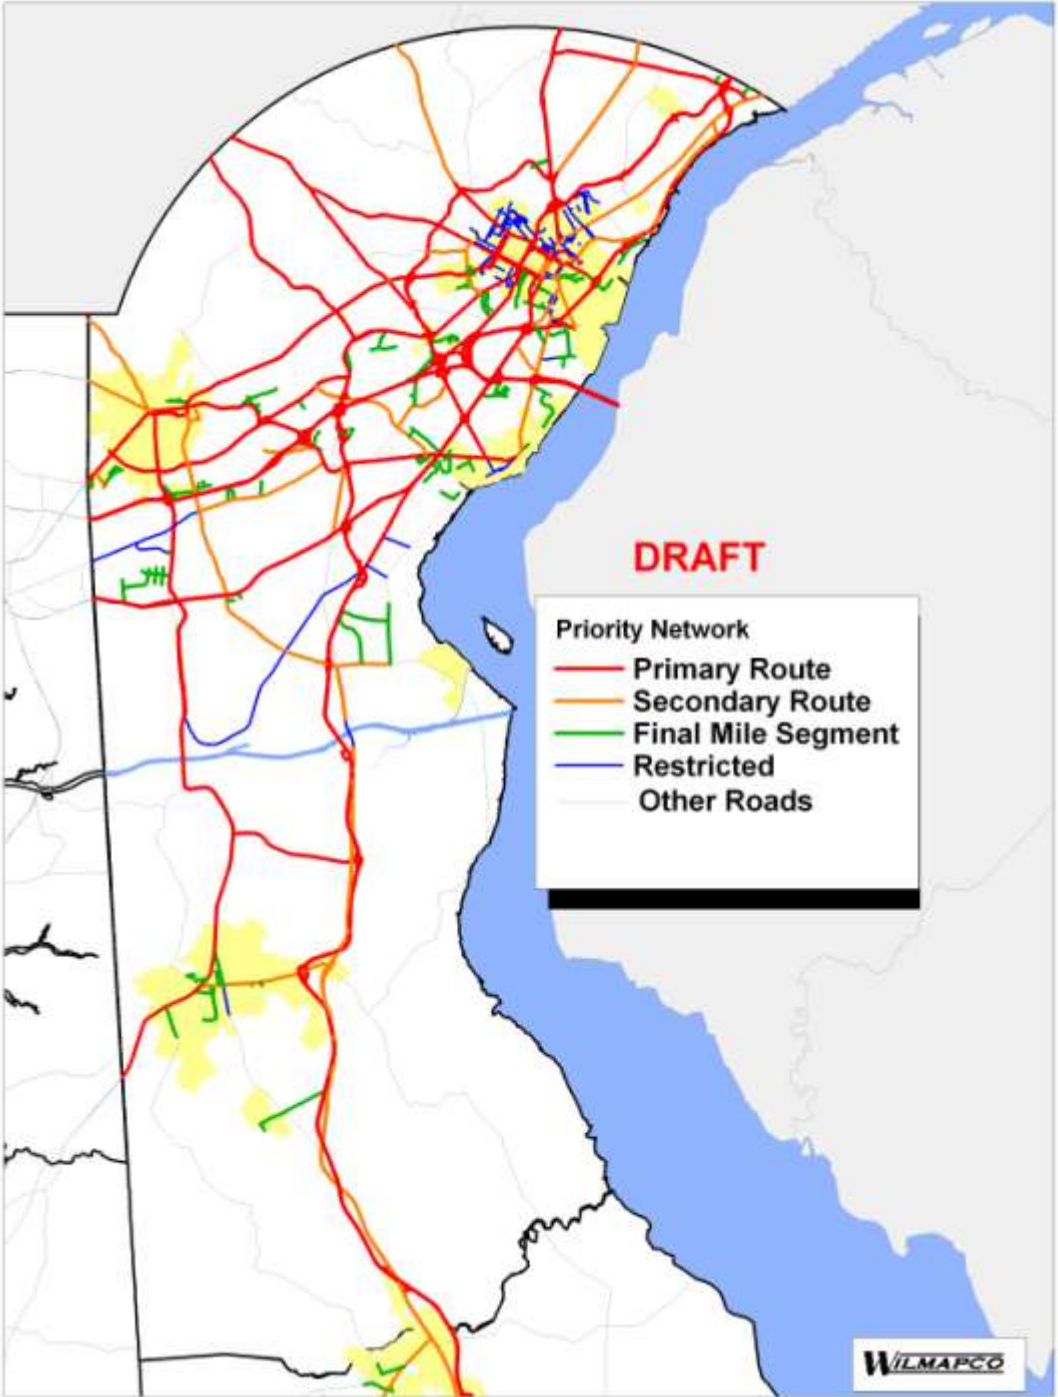 DRAFT
Priority Network
Primary Route
Secondary Route
Final Mile Segment
Restricted
Other Roads
WILMAPCO